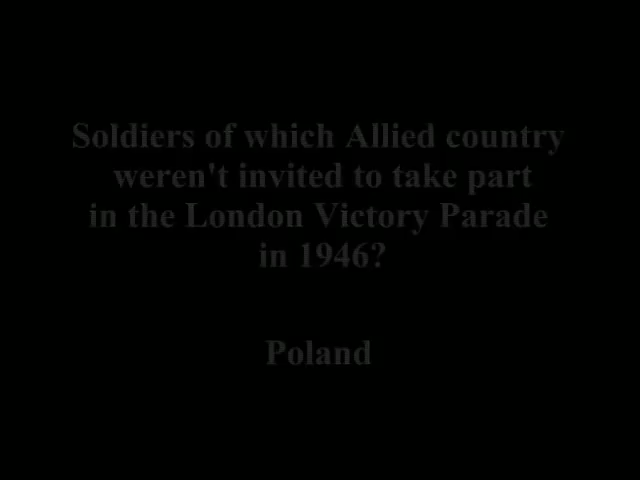 Soldiers of which Allied country
weren't invited to take part
in the London Victory Parade
in 1946?
Poland